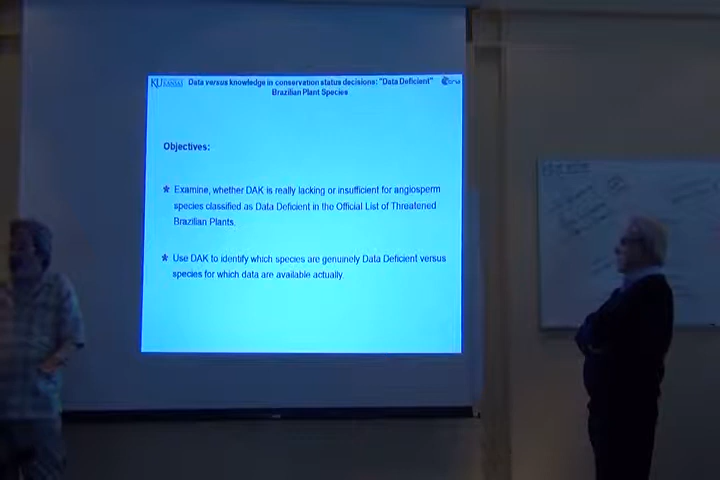 KU KANSAS
Data versus knowledge in conservation status decisions: "Data Deficient"
Brazilian Plant Species
Objectives:
* Examine, whether DAK is really lacking or insufficient for angiosperm
species classified as Data Deficient in the Official List of Threatened
Brazilian Plants.
* Use DAK to identify which species are genuinely Data Deficient versus
species for which data are available actually.